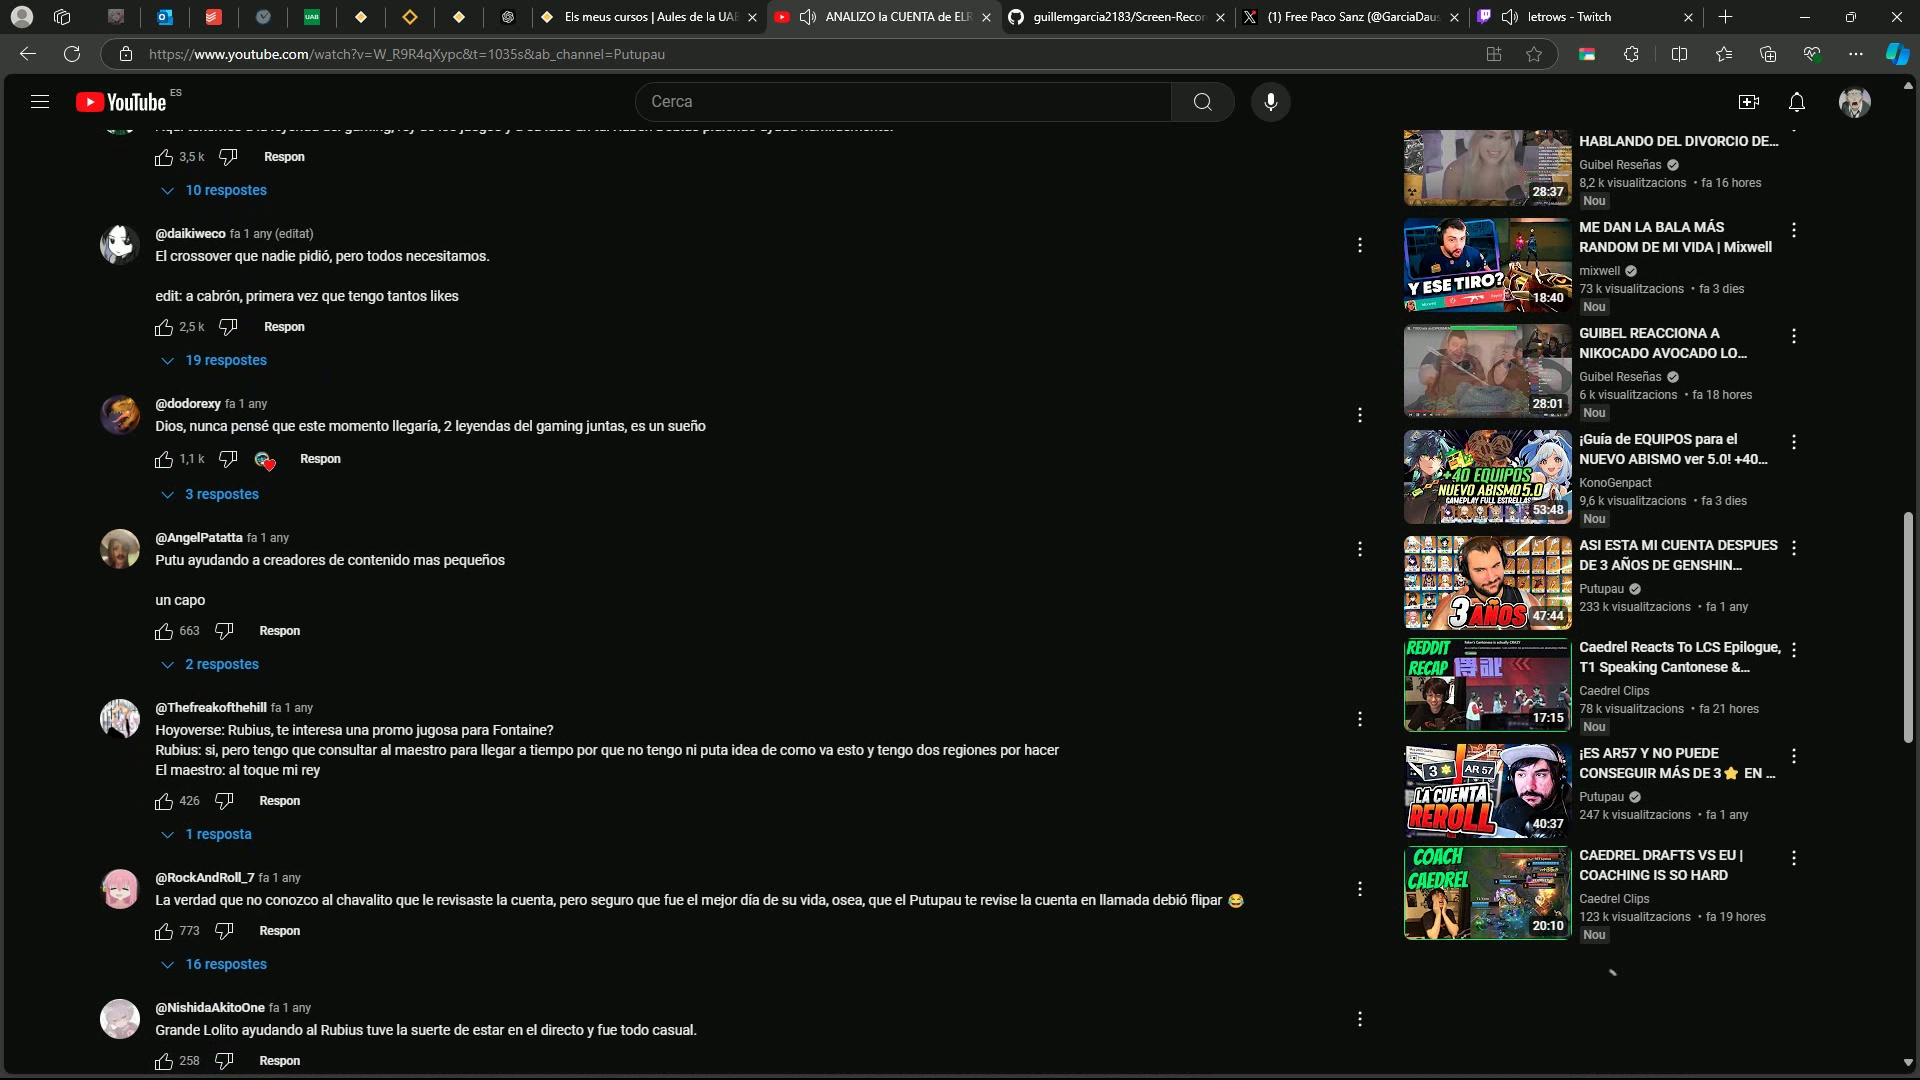 Els meus cursos | Aules de la UAB
ANALIZO la CUENTA de ELR
guillemgarcia2183/Screen-Recor
(1) Free Paco Sanz (@GarciaDaus
letrows - Twitch
https://www.youtube.com/watch?v=W_R9R4qXypc&t=1035s&ab_channel=Putupau
YouTube ES
Cerca
3,5 k
Respon
10 respostes
@daikiweco fa 1 any (editat)
El crossover que nadie pidió, pero todos necesitamos.
edit: a cabrón, primera vez que tengo tantos likes
2,5 k
Respon
19 respostes
@dodorexy fa 1 any
Dios, nunca pensé que este momento llegaría, 2 leyendas del gaming juntas, es un sueño
1,1 k
Respon
3 respostes
@AngelPatatta fa 1 any
Putu ayudando a creadores de contenido mas pequeños
un capo
663
Respon
2 respostes
@Thefreakofthehill fa 1 any
Hoyoverse: Rubius, te interesa una promo jugosa para Fontaine?
Rubius: si, pero tengo que consultar al maestro para llegar a tiempo por que no tengo ni puta idea de como va esto y tengo dos regiones por hacer
El maestro: al toque mi rey
426
Respon
1 resposta
@RockAndRoll_7 fa 1 any
La verdad que no conozco al chavalito que le revisaste la cuenta, pero seguro que fue el mejor día de su vida, osea, que el Putupau te revise la cuenta en llamada debió flipar 😂
773
Respon
16 respostes
@NishidaAkitoOne fa 1 any
Grande Lolito ayudando al Rubius tuve la suerte de estar en el directo y fue todo casual.
258
Respon
28:37
HABLANDO DEL DIVORCIO DE...
Guibel Reseñas
8,2 k visualitzacions • fa 16 hores
Nou
Y ESE TIRO?
18:40
ME DAN LA BALA MÁS
RANDOM DE MI VIDA | Mixwell
mixwell
73 k visualitzacions • fa 3 dies
Nou
28:01
GUIBEL REACCIONA A
NIKOCADO AVOCADO LO...
Guibel Reseñas
6 k visualitzacions • fa 18 hores
Nou
+40 EQUIPOS
NUEVO ABISMO 5.0
GAMEPLAY FULL ESTRELLAS
53:48
¡Guía de EQUIPOS para el
NUEVO ABISMO ver 5.0! +40...
KonoGenpact
9,6 k visualitzacions • fa 3 dies
Nou
3 AÑOS
47:44
ASI ESTA MI CUENTA DESPUES
DE 3 AÑOS DE GENSHIN...
Putupau
233 k visualitzacions • fa 1 any
REDDIT
RECAP
17:15
Caedrel Reacts To LCS Epilogue,
T1 Speaking Cantonese &...
Caedrel Clips
78 k visualitzacions • fa 21 hores
Nou
3 AR 57
LA CUENTA
REROLL
40:37
¡ES AR57 Y NO PUEDE
CONSEGUIR MÁS DE 3⭐ EN ...
Putupau
247 k visualitzacions • fa 1 any
COACH
CAEDREL
20:10
CAEDREL DRAFTS VS EU |
COACHING IS SO HARD
Caedrel Clips
123 k visualitzacions • fa 19 hores
Nou